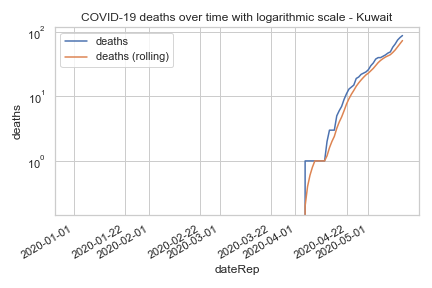 COVID-19 deaths over time with logarithmic scale - Kuwait
deaths
deaths (rolling)
10²
10¹
10⁰
deaths
2020-01-01
2020-01-22
2020-02-01
2020-02-22
2020-03-01
2020-03-22
2020-04-01
2020-04-22
2020-05-01
dateRep